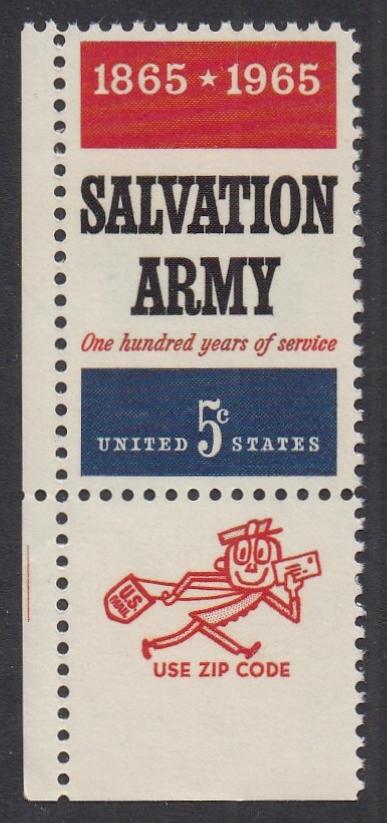 1865 ★ 1965
SALVATION
ARMY
One hundred years of service
5c
UNITED STATES
U.S.
MAIL
USE ZIP CODE